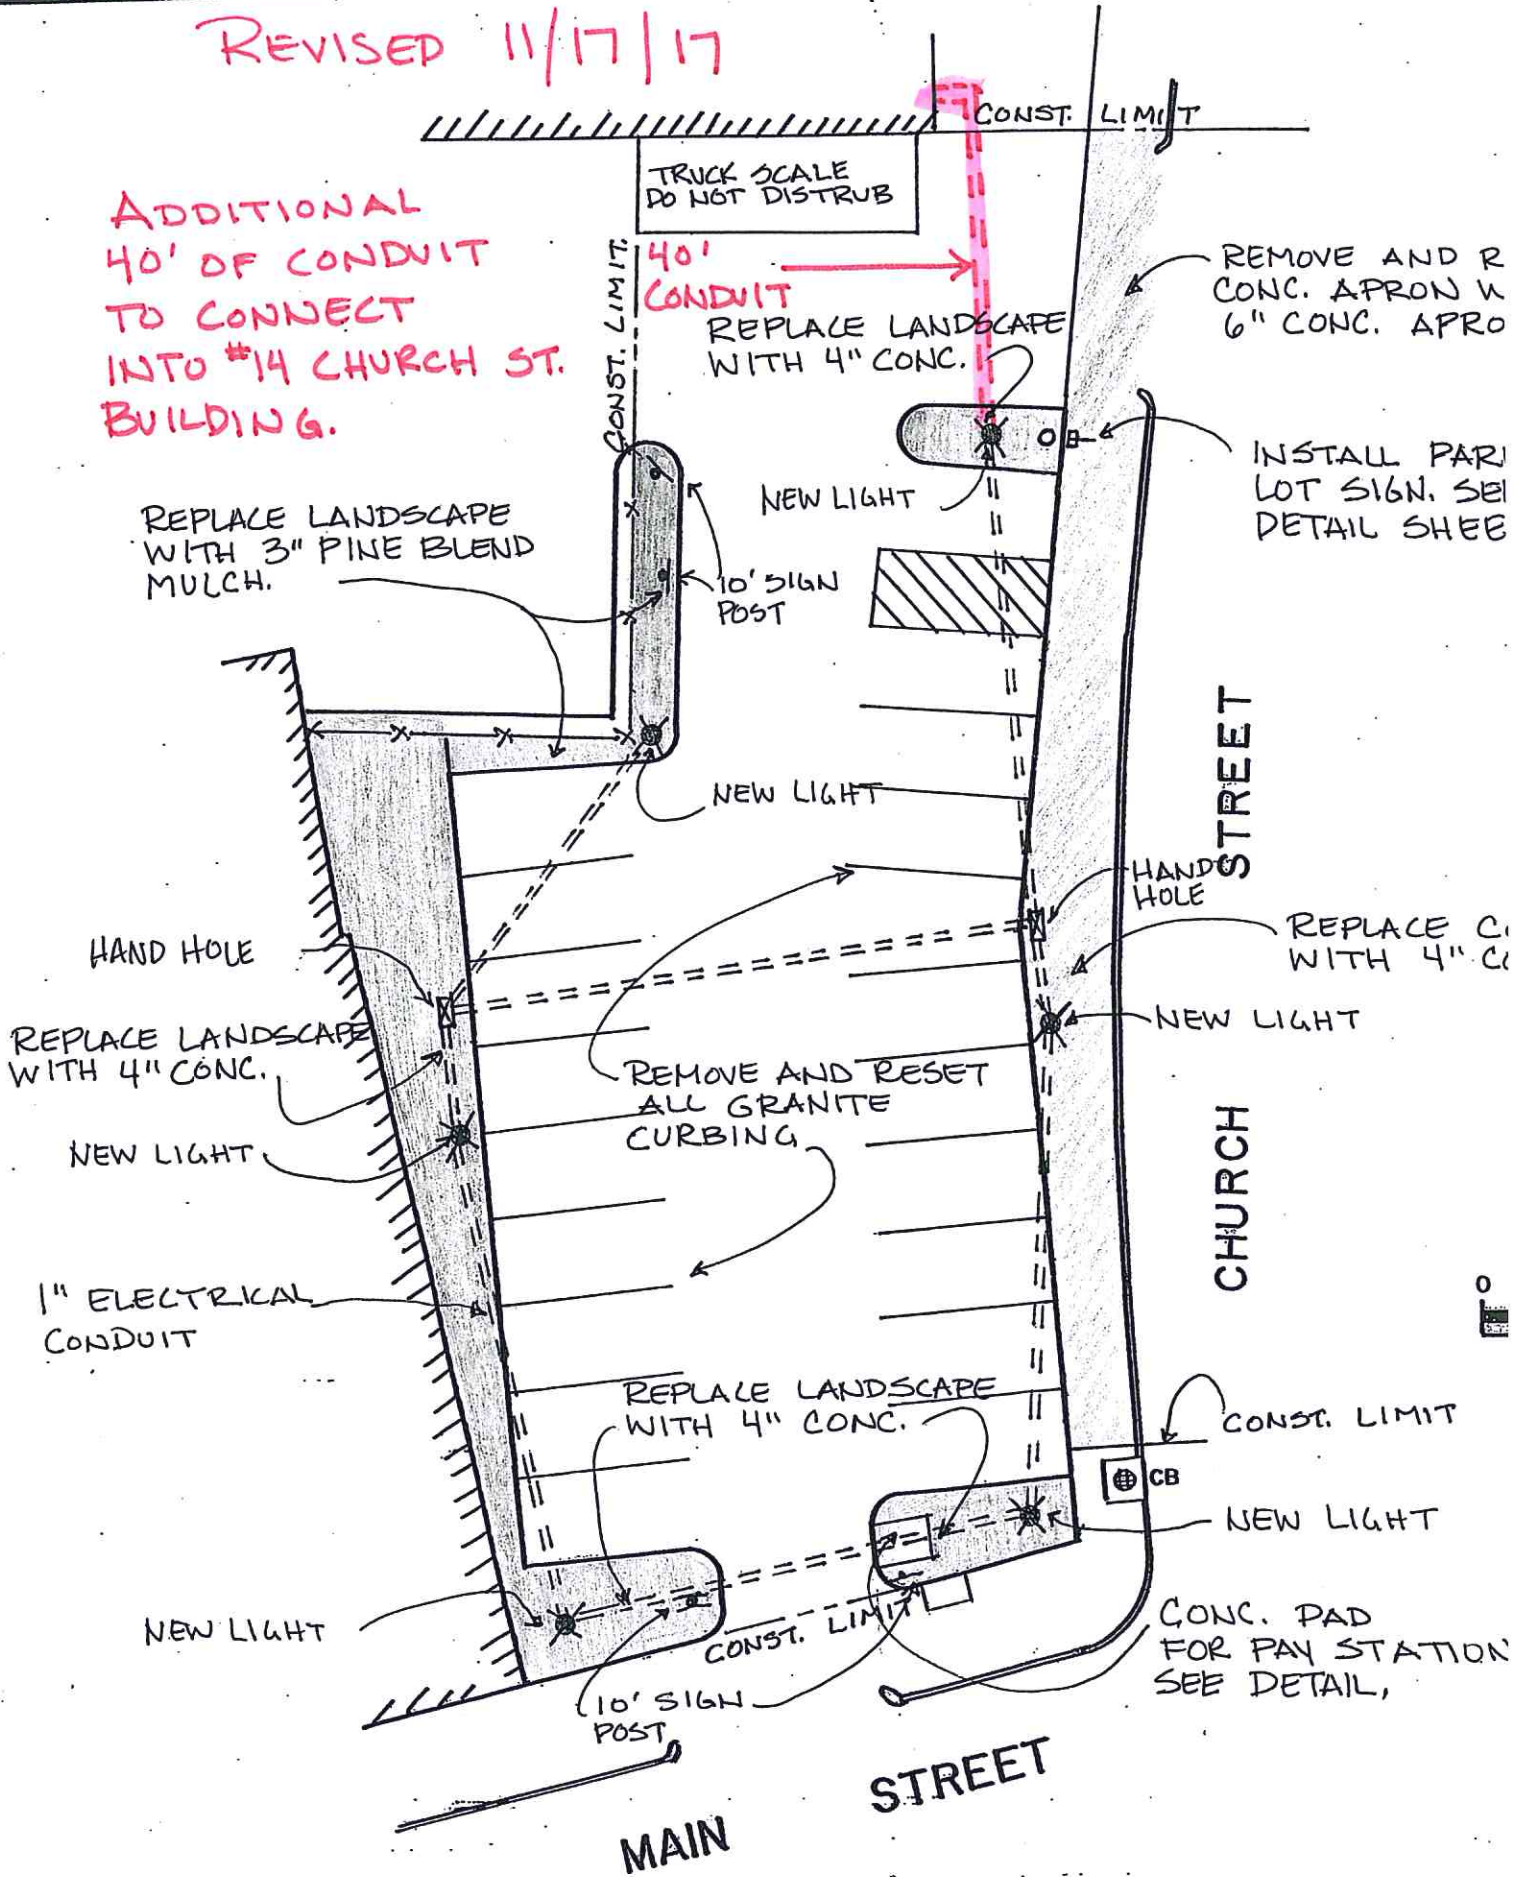 REVISED 11/17/17
CONST. LIMIT
TRUCK SCALE
DO NOT DISTRUB
ADDITIONAL
40' OF CONDUIT
TO CONNECT
INTO #14 CHURCH ST.
BUILDING.
CONST. LIMIT.
40'
CONDUIT
REPLACE LANDSCAPE
WITH 4" CONC.
REMOVE AND R
CONC. APRON
6" CONC. APRO
INSTALL
LOT SIGN.
DETAIL SHEE
NEW LIGHT
REPLACE LANDSCAPE
WITH 3" PINE BLEND
MULCH.
10' SIGN
POST
NEW LIGHT
CHURCH STREET
HAND
HOLE
HAND HOLE
REPLACE
WITH 4"
NEW LIGHT
REPLACE LANDSCAPE
WITH 4" CONC.
REMOVE AND RESET
ALL GRANITE
CURBING
NEW LIGHT
1" ELECTRICAL
CONDUIT
0
REPLACE LANDSCAPE
WITH 4" CONC.
CONST. LIMIT
CB
NEW LIGHT
NEW LIGHT
CONST. LIMIT
CONC. PAD
FOR PAY STATION
SEE DETAIL,
10' SIGN
POST
MAIN STREET